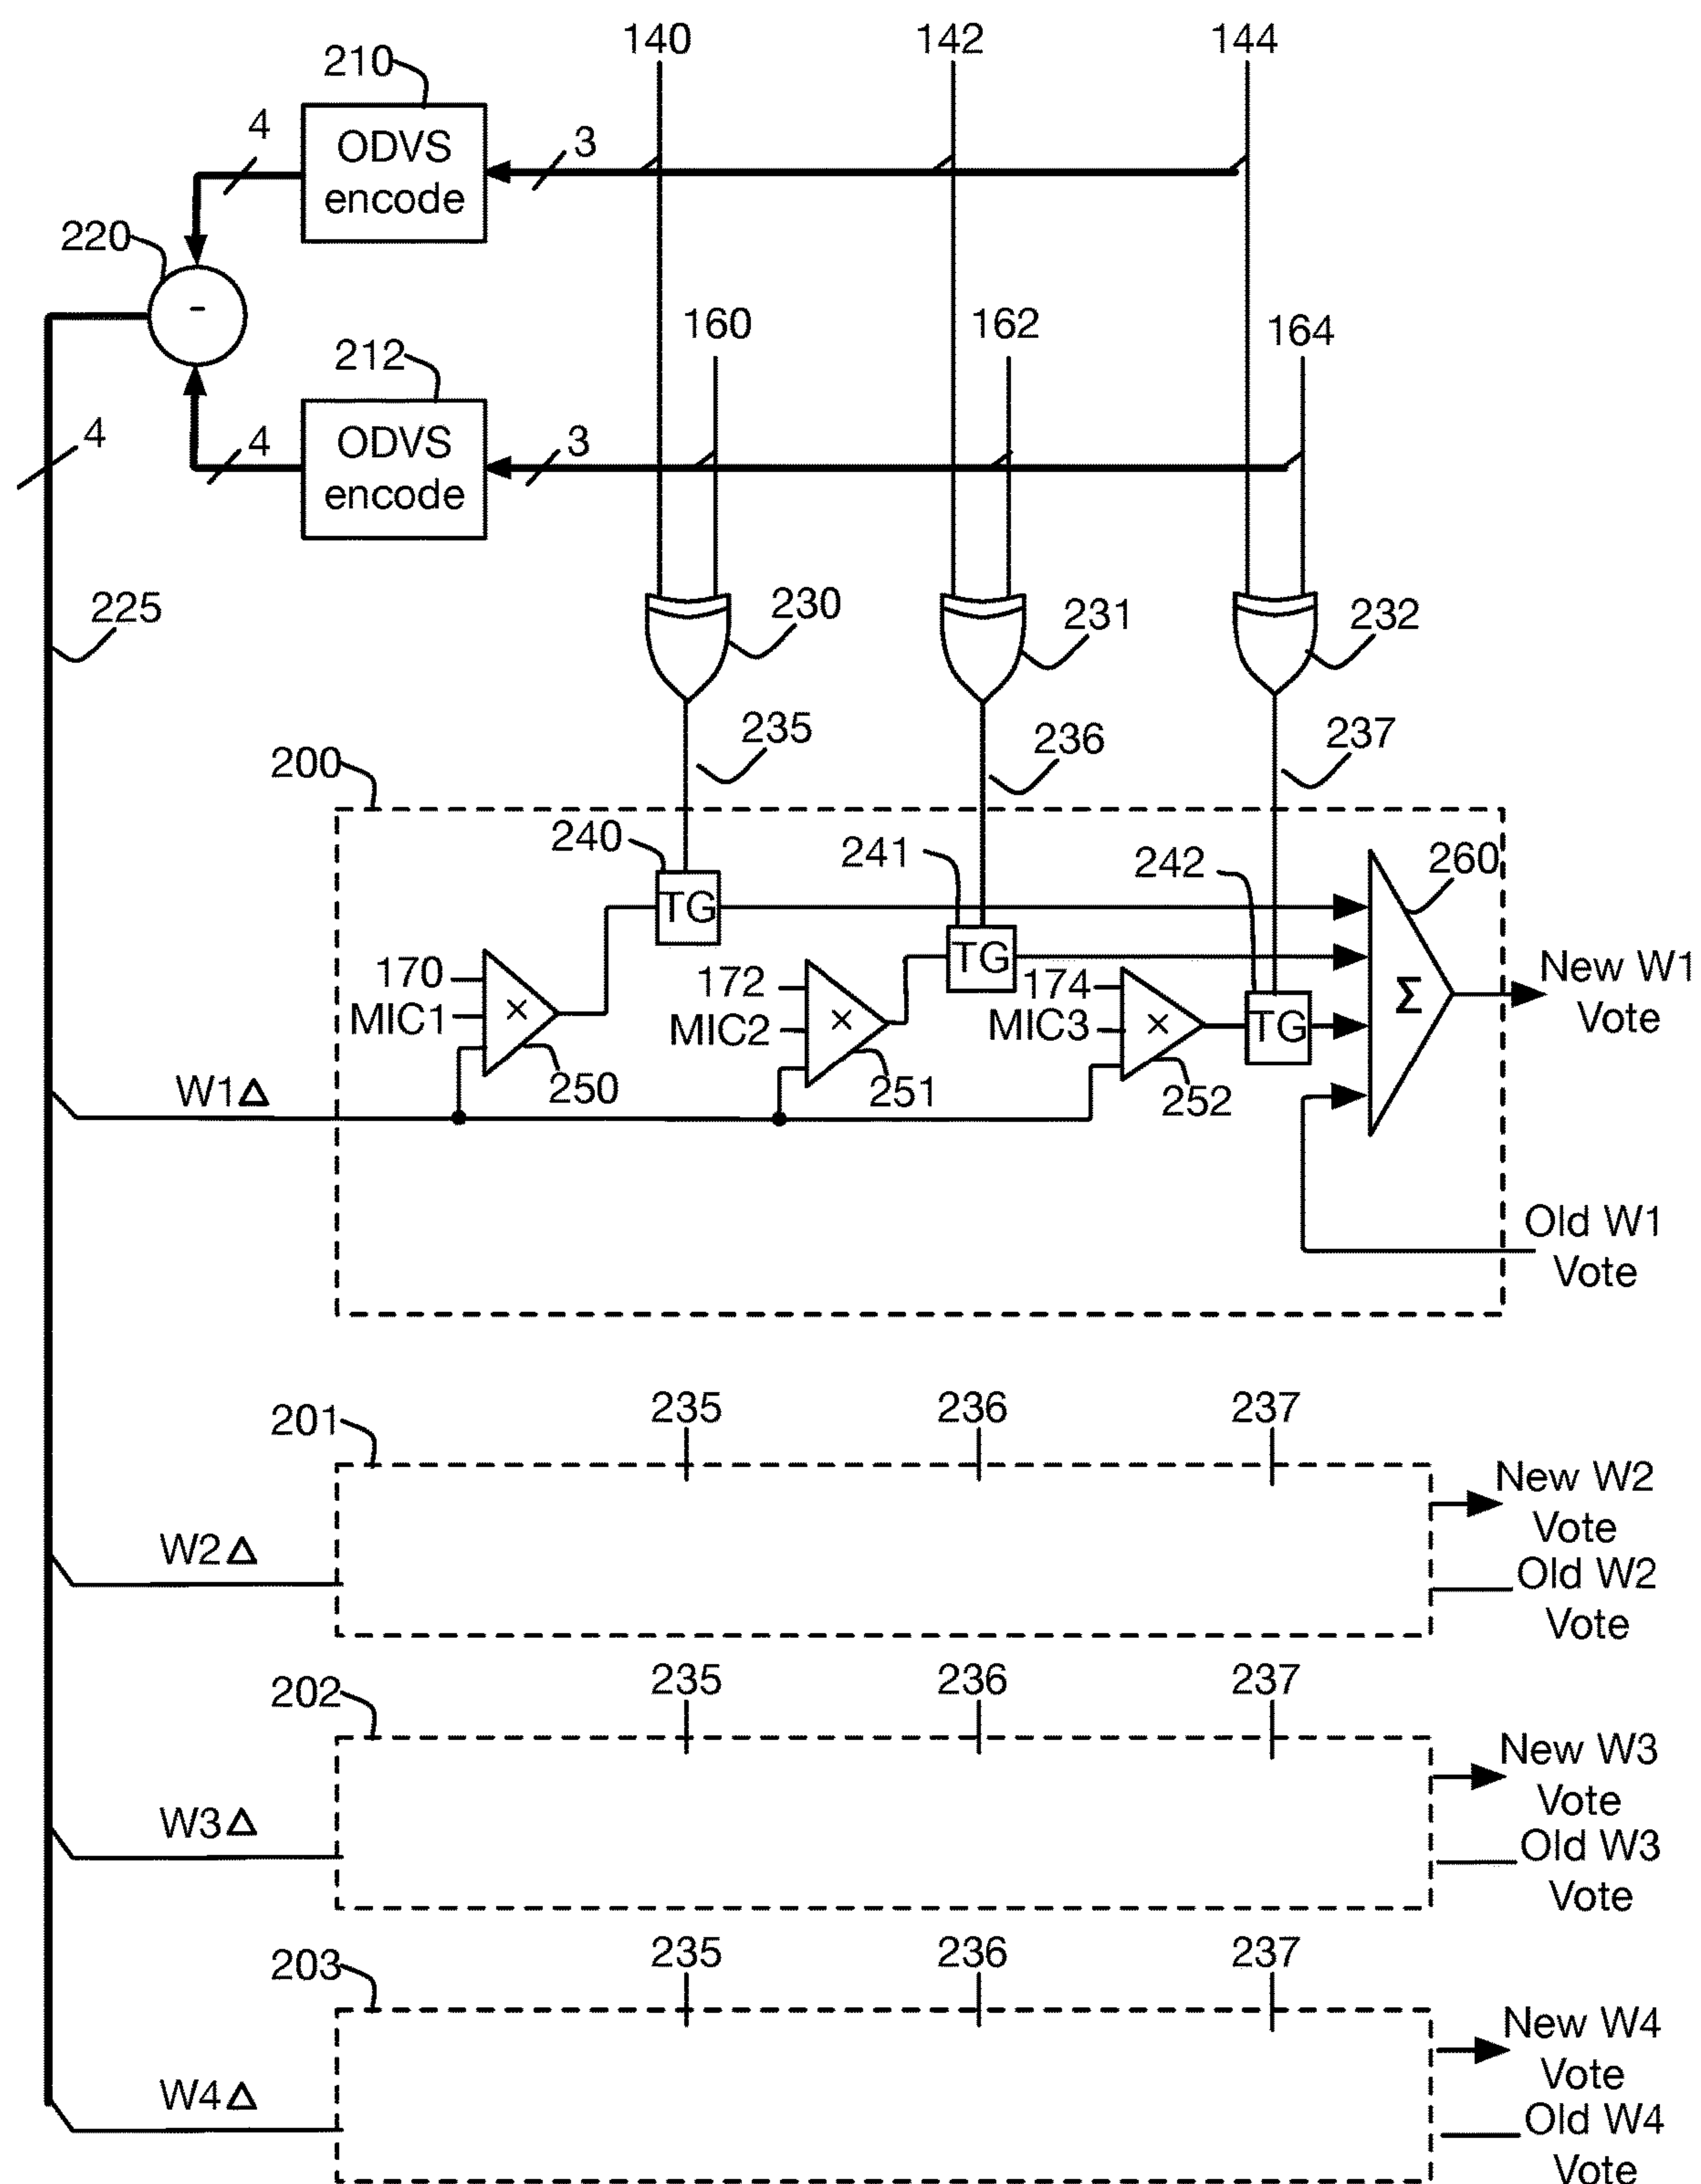 140
142
144
210
4
ODVS
encode
3
220
-
160
162
164
212
4
4
ODVS
encode
3
225
230
231
232
235
236
237
200
240
241
242
260
TG
TG
TG
170
MIC1
×
172
MIC2
×
174
MIC3
×
Σ
New W1
Vote
250
251
252
W1Δ
Old W1
Vote
201
235
236
237
New W2
Vote
W2Δ
Old W2
Vote
202
235
236
237
New W3
Vote
W3Δ
Old W3
Vote
203
235
236
237
New W4
Vote
W4Δ
Old W4
Vote